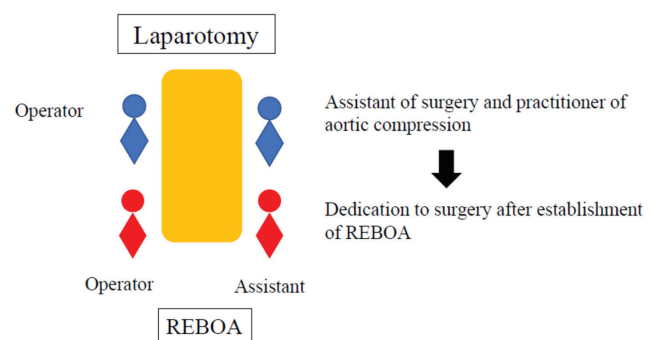 Laparotomy
Operator
Assistant of surgery and practitioner of
aortic compression
Dedication to surgery after establishment
of REBOA
Operator
Assistant
REBOA